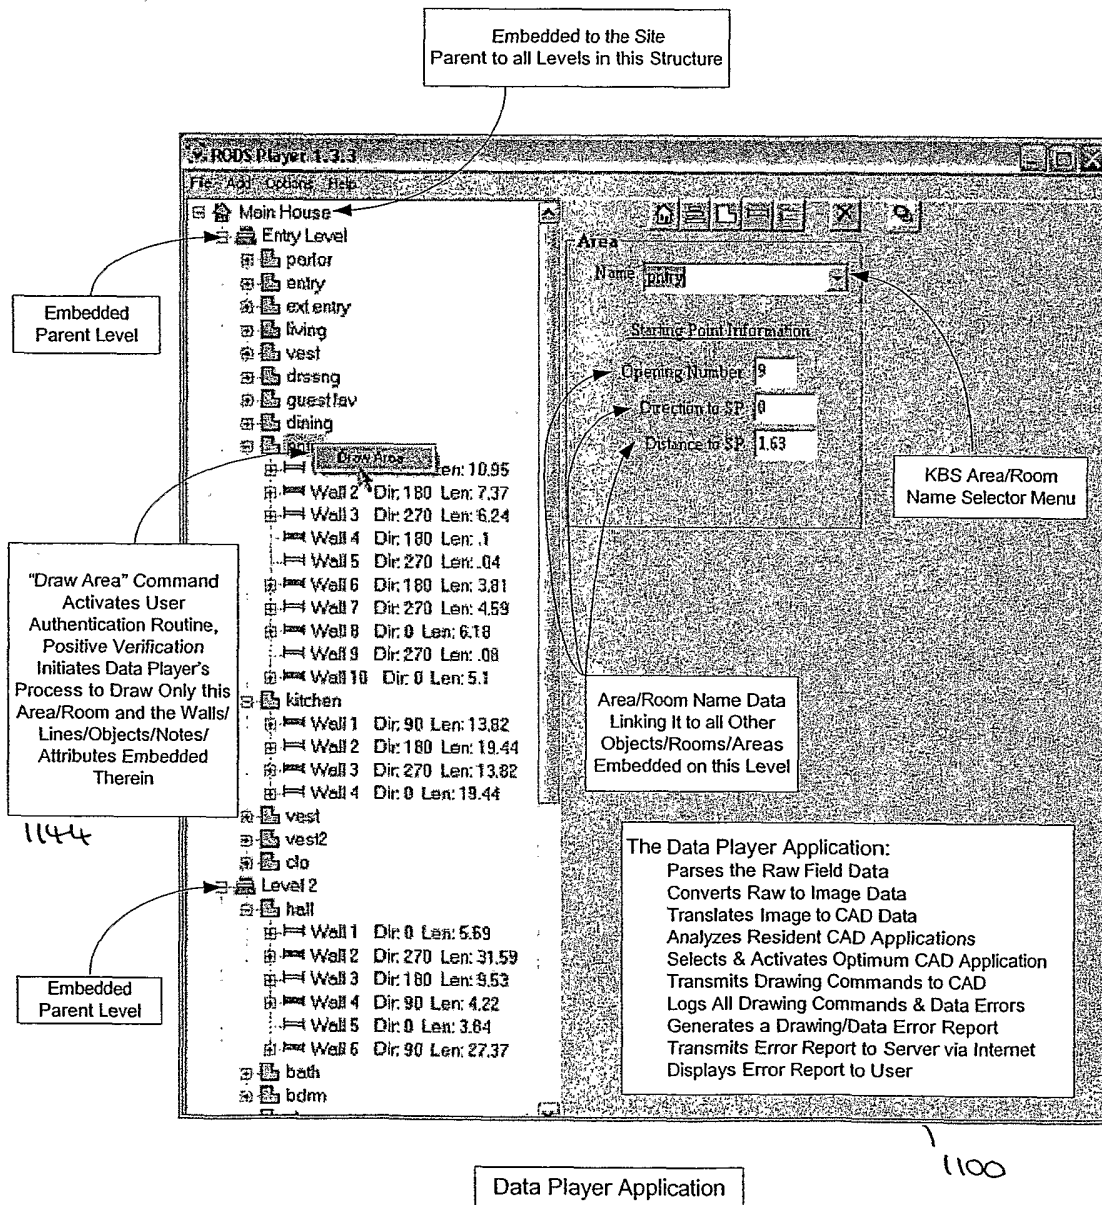 Embedded to the Site
Parent to all Levels in this Structure
RODS Player 1.3.3
File Add Options Help
Main House
Entry Level
parlor
entry
ext entry
living
vest
drssng
guest lav
dining
Draw Area
Len: 10.95
Wall 2 Dir: 180 Len: 7.37
Wall 3 Dir: 270 Len: 6.24
Wall 4 Dir: 180 Len: .1
Wall 5 Dir: 270 Len: .04
Wall 6 Dir: 180 Len: 3.81
Wall 7 Dir: 270 Len: 4.59
Wall 8 Dir: 0 Len: 6.18
Wall 9 Dir: 270 Len: .08
Wall 10 Dir: 0 Len: 5.1
kitchen
Wall 1 Dir: 90 Len: 13.82
Wall 2 Dir: 180 Len: 19.44
Wall 3 Dir: 270 Len: 13.82
Wall 4 Dir: 0 Len: 19.44
vest
vest2
clo
Level 2
hall
Wall 1 Dir: 0 Len: 5.69
Wall 2 Dir: 270 Len: 31.59
Wall 3 Dir: 180 Len: 9.53
Wall 4 Dir: 90 Len: 4.22
Wall 5 Dir: 0 Len: 3.84
Wall 6 Dir: 90 Len: 27.37
bath
bdrm
Area
Name pntry
Starting Point Information
Opening Number 9
Direction to SP 0
Distance to SP 1.63
Embedded
Parent Level
KBS Area/Room
Name Selector Menu
"Draw Area" Command
Activates User
Authentication Routine,
Positive Verification
Initiates Data Player's
Process to Draw Only this
Area/Room and the Walls/
Lines/Objects/Notes/
Attributes Embedded
Therein
1144
Area/Room Name Data
Linking It to all Other
Objects/Rooms/Areas
Embedded on this Level
Embedded
Parent Level
The Data Player Application:
Parses the Raw Field Data
Converts Raw to Image Data
Translates Image to CAD Data
Analyzes Resident CAD Applications
Selects & Activates Optimum CAD Application
Transmits Drawing Commands to CAD
Logs All Drawing Commands & Data Errors
Generates a Drawing/Data Error Report
Transmits Error Report to Server via Internet
Displays Error Report to User
1100
Data Player Application